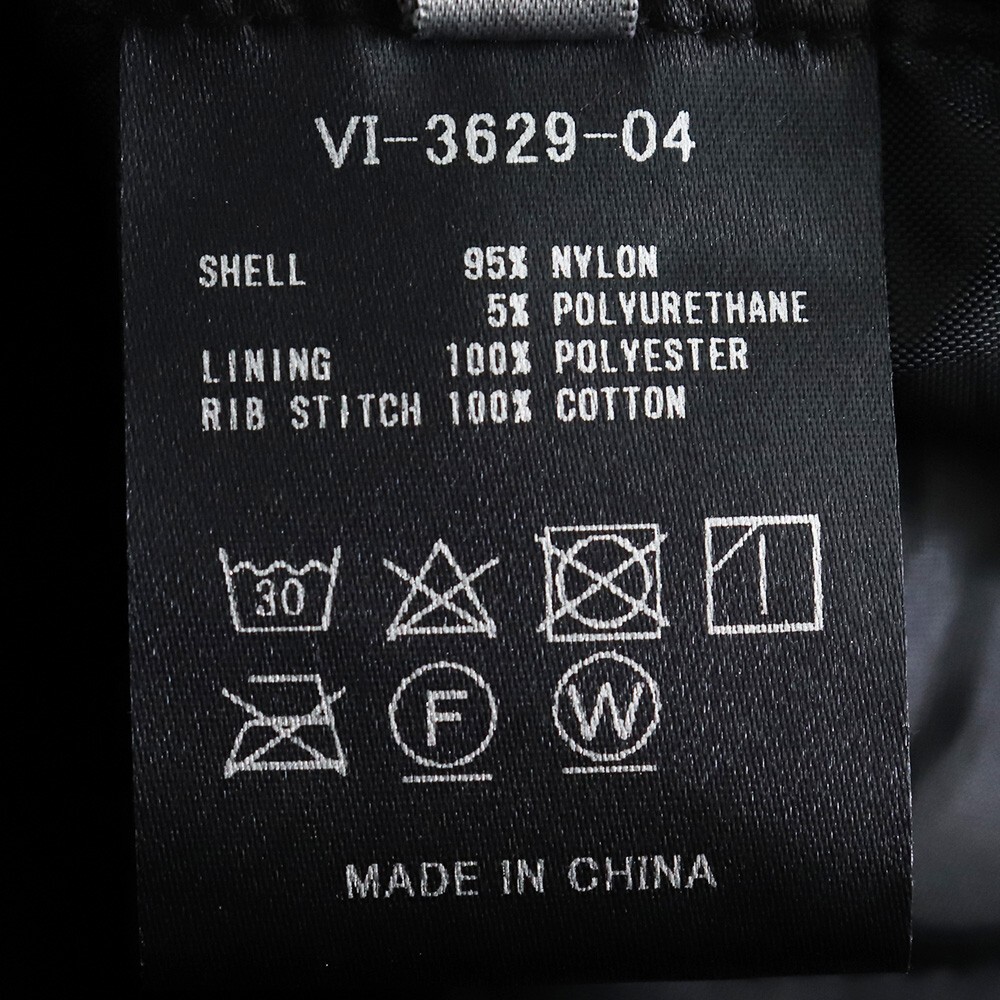 VI-3629-04
SHELL 95% NYLON
5% POLYURETHANE
LINING 100% POLYESTER
RIB STITCH 100% COTTON
30
F W
MADE IN CHINA